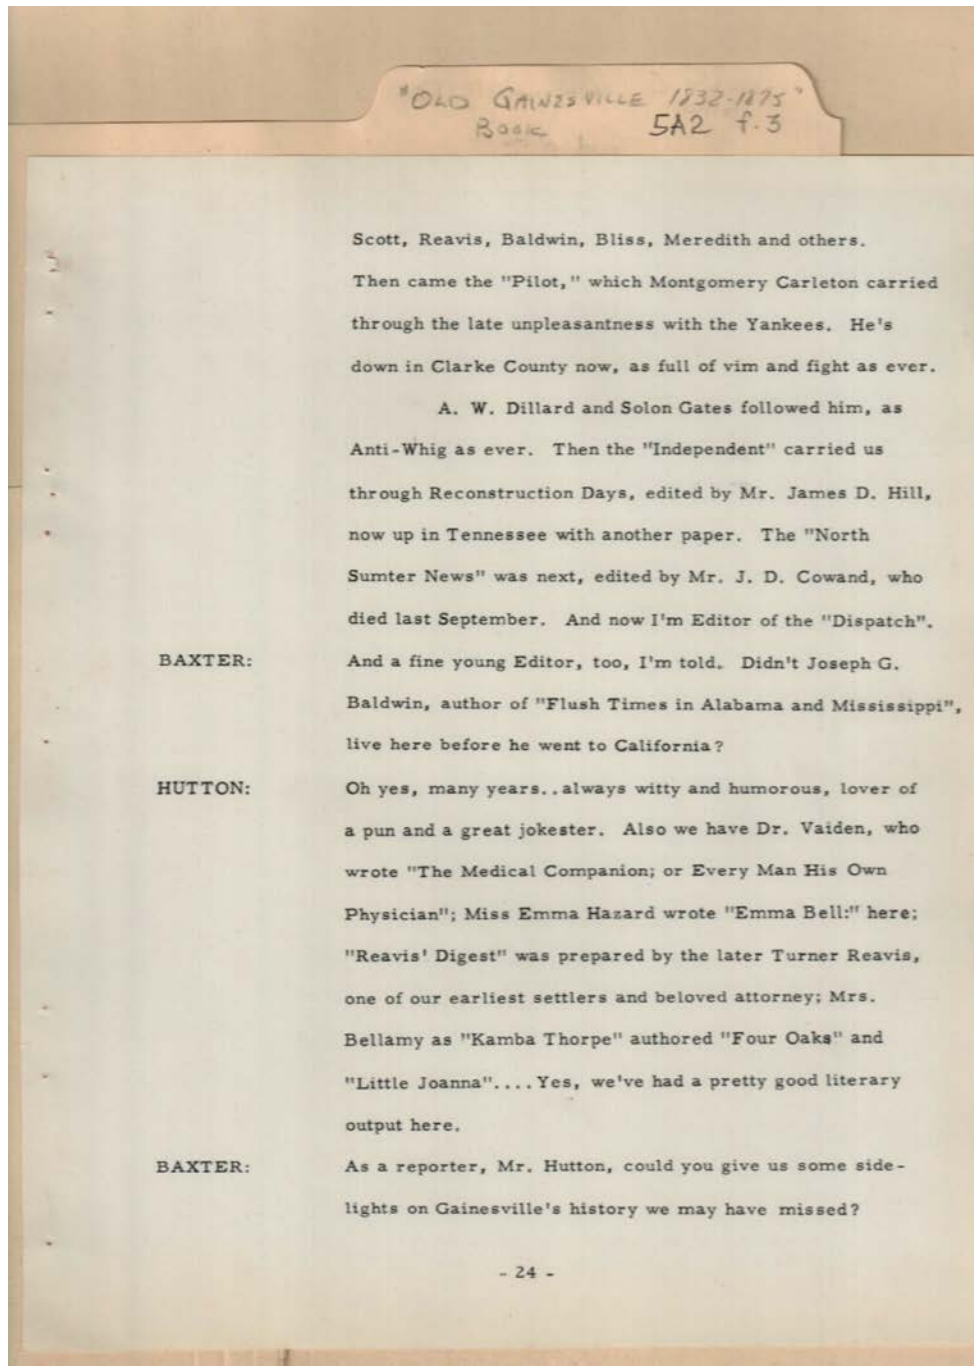 "OLD GAINESVILLE 1832-1875"
BOOK 5A2 f.3
Scott, Reavis, Baldwin, Bliss, Meredith and others.
Then came the "Pilot," which Montgomery Carleton carried
through the late unpleasantness with the Yankees. He's
down in Clarke County now, as full of vim and fight as ever.
A. W. Dillard and Solon Gates followed him, as
Anti-Whig as ever. Then the "Independent" carried us
through Reconstruction Days, edited by Mr. James D. Hill,
now up in Tennessee with another paper. The "North
Sumter News" was next, edited by Mr. J. D. Cowand, who
died last September. And now I'm Editor of the "Dispatch".
BAXTER: And a fine young Editor, too, I'm told. Didn't Joseph G.
Baldwin, author of "Flush Times in Alabama and Mississippi",
live here before he went to California?
HUTTON: Oh yes, many years..always witty and humorous, lover of
a pun and a great jokester. Also we have Dr. Vaiden, who
wrote "The Medical Companion; or Every Man His Own
Physician"; Miss Emma Hazard wrote "Emma Bell:" here;
"Reavis' Digest" was prepared by the later Turner Reavis,
one of our earliest settlers and beloved attorney; Mrs.
Bellamy as "Kamba Thorpe" authored "Four Oaks" and
"Little Joanna"....Yes, we've had a pretty good literary
output here.
BAXTER: As a reporter, Mr. Hutton, could you give us some side-
lights on Gainesville's history we may have missed?
- 24 -